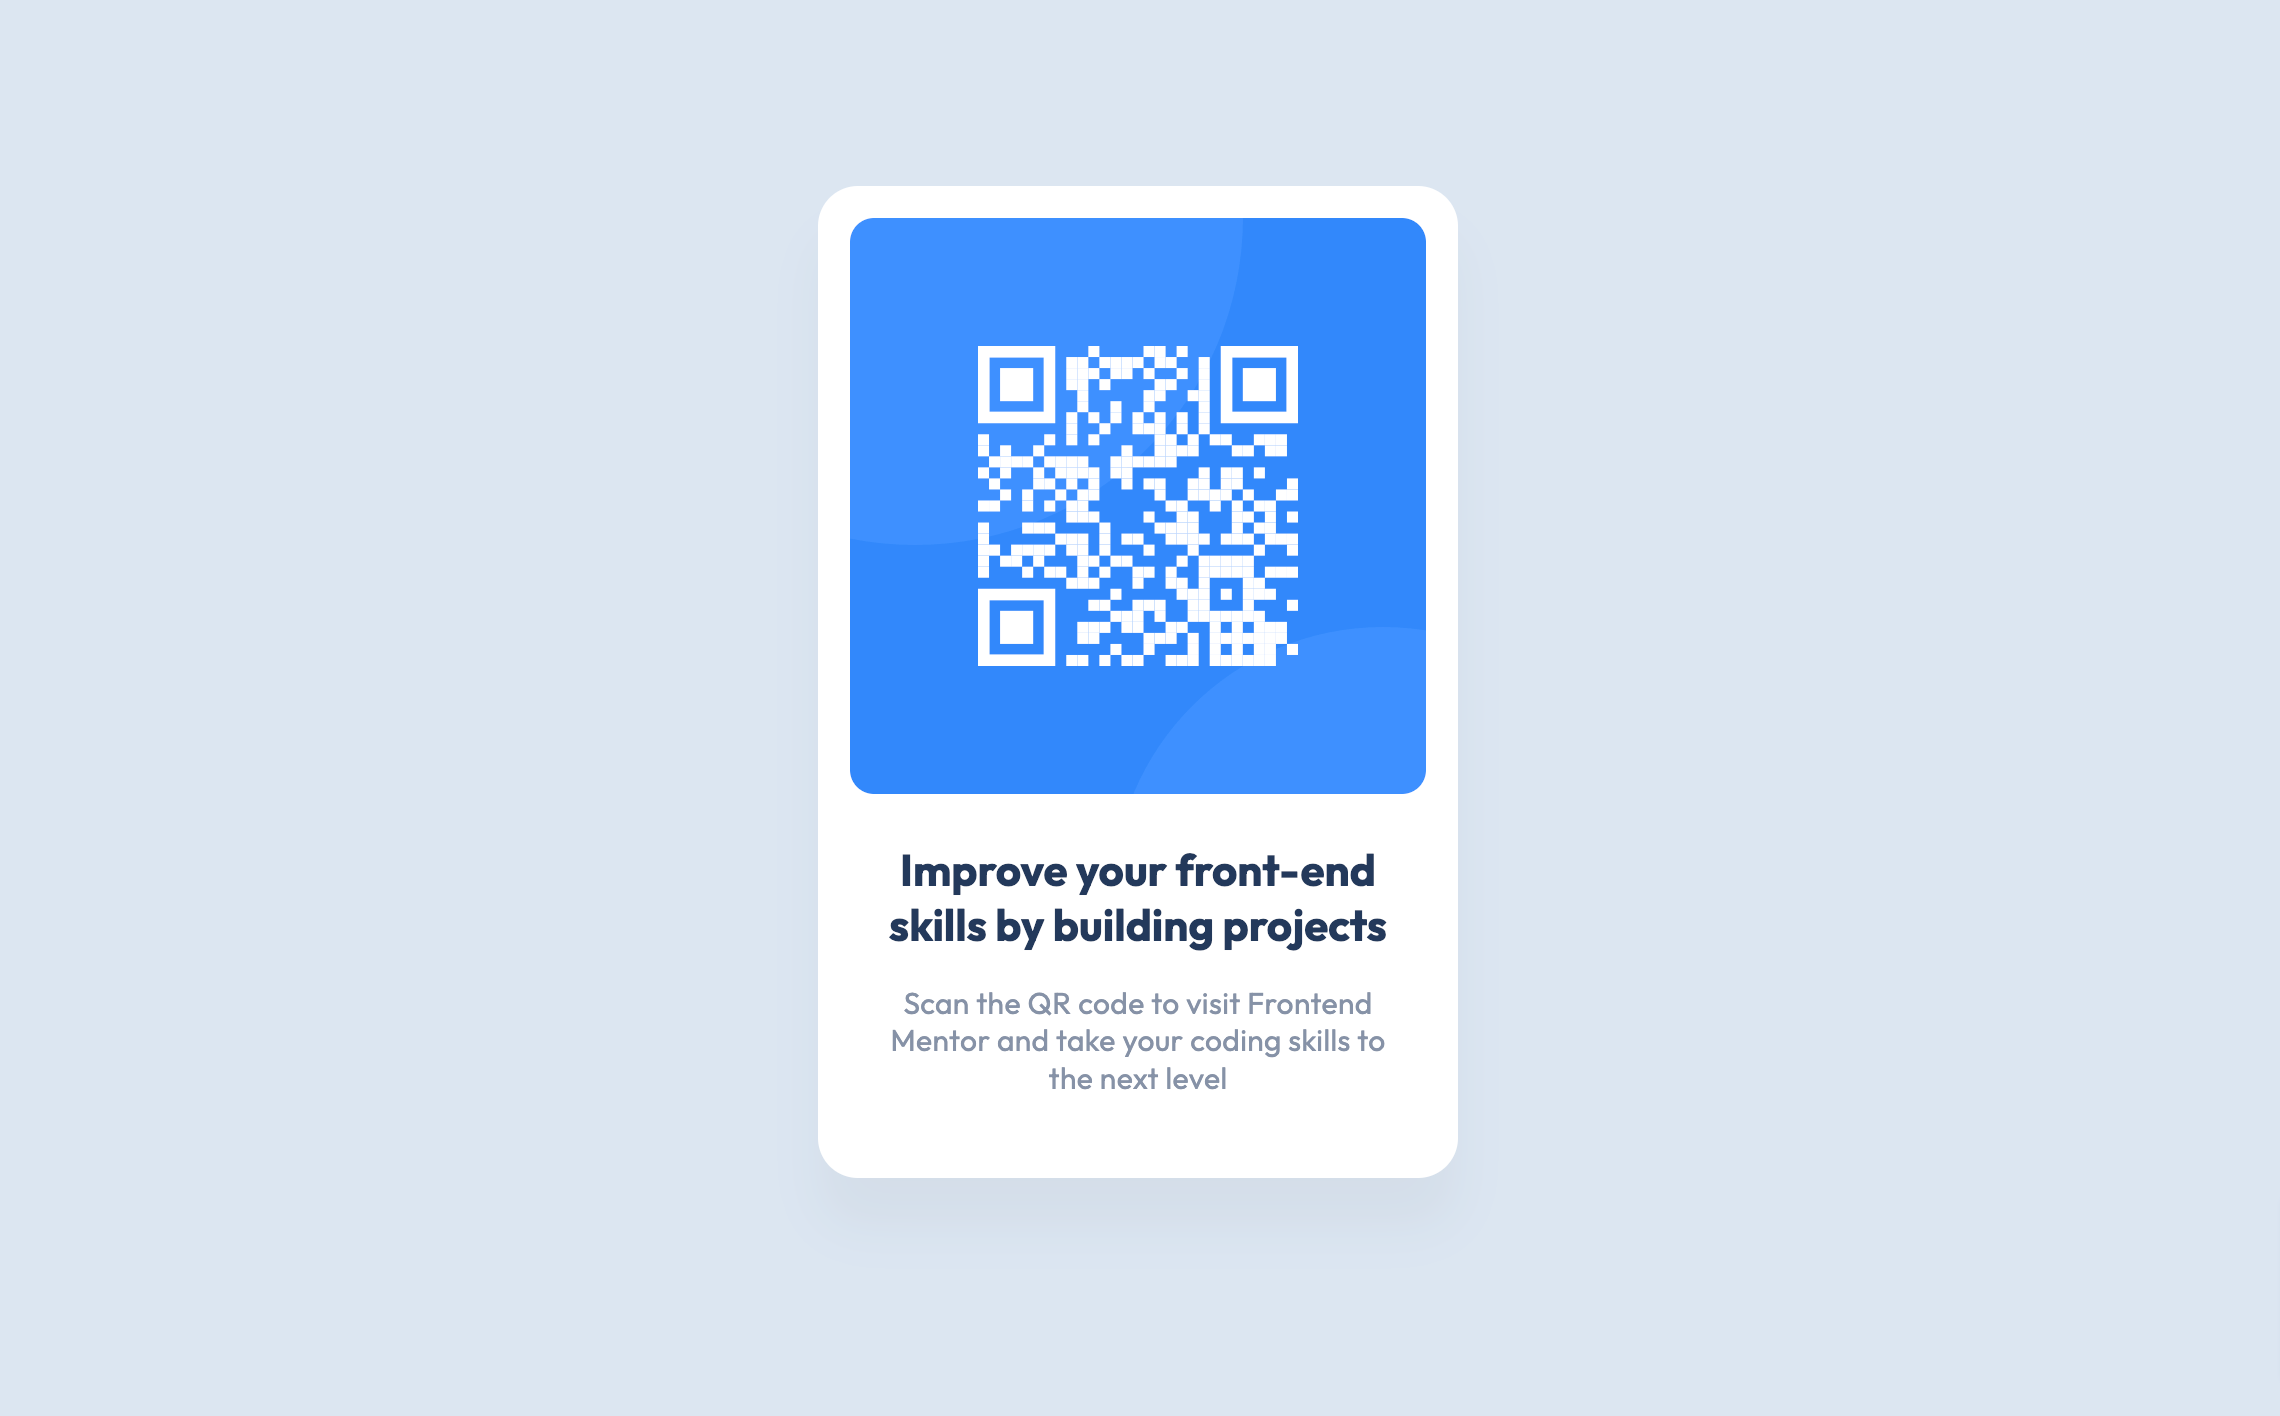 Improve your front-end
skills by building projects
Scan the QR code to visit Frontend
Mentor and take your coding skills to
the next level